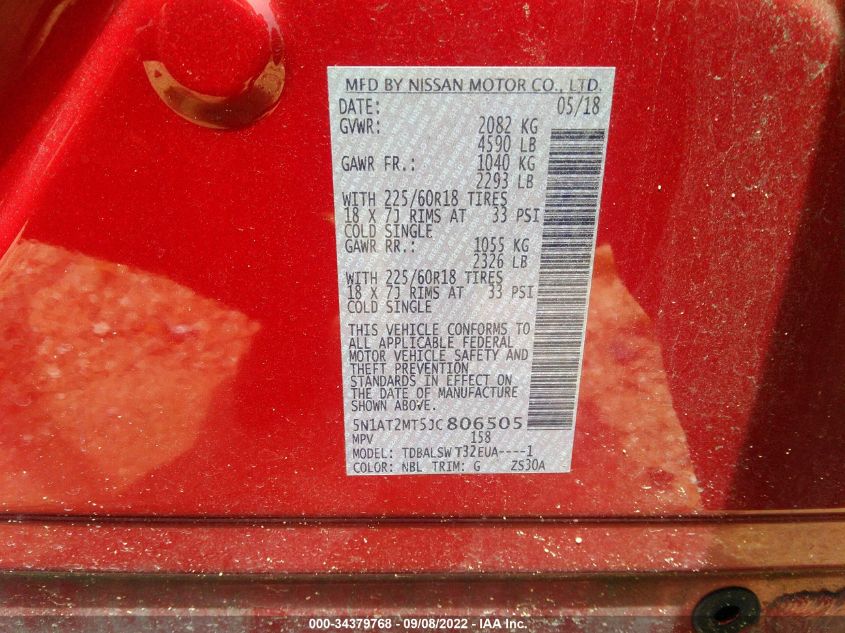 MFD BY NISSAN MOTOR CO., LTD.
DATE: 05/18
GVWR: 2082 KG
4590 LB
GAWR FR.: 1040 KG
2293 LB
WITH 225/60R18 TIRES
18 X 7J RIMS AT 33 PSI
COLD SINGLE
GAWR RR.: 1055 KG
2326 LB
WITH 225/60R18 TIRES
18 X 7J RIMS AT 33 PSI
COLD SINGLE
THIS VEHICLE CONFORMS TO
ALL APPLICABLE FEDERAL
MOTOR VEHICLE SAFETY AND
THEFT PREVENTION
STANDARDS IN EFFECT ON
THE DATE OF MANUFACTURE
SHOWN ABOVE.
5N1AT2MT5JC806505
MPV 158
MODEL: TDBALSW T32EUA----1
COLOR: NBL TRIM: G ZS30A
000-34379768 - 09/08/2022 - IAA Inc.